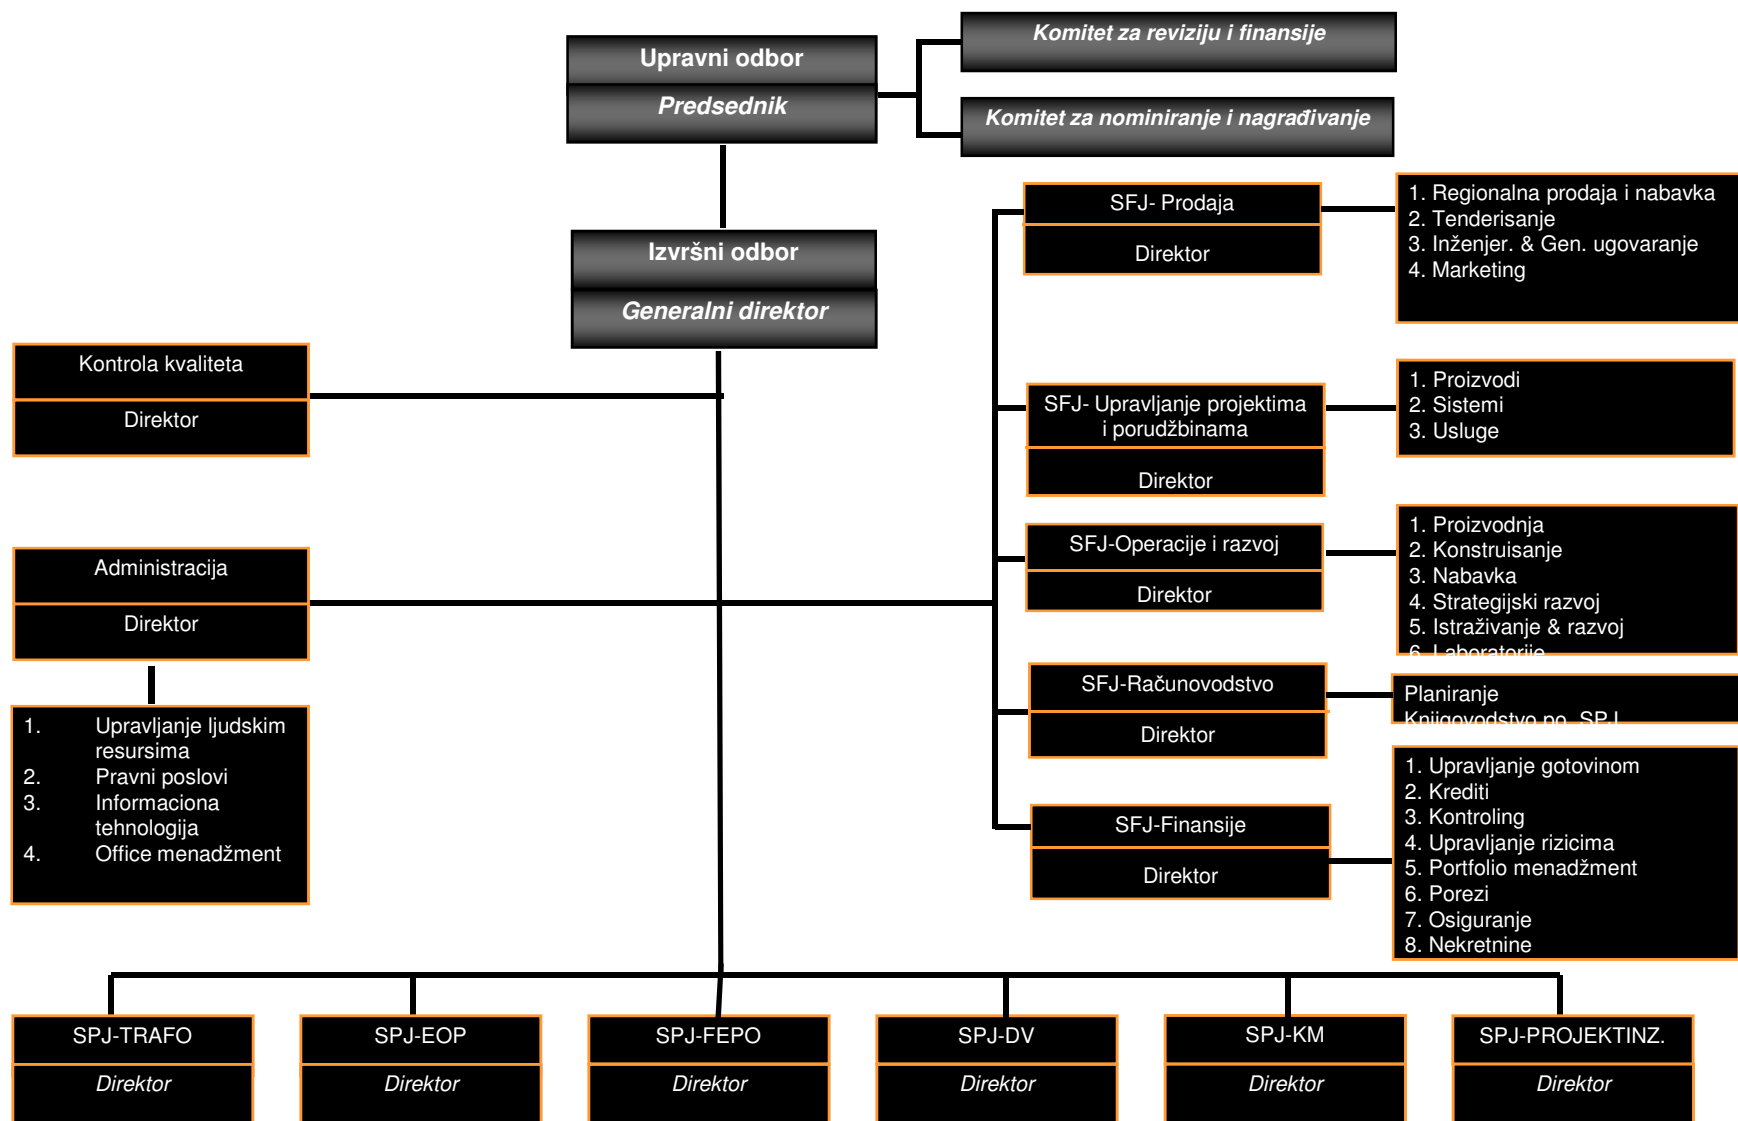 Upravni odbor
Predsednik
Komitet za reviziju i finansije
Komitet za nominiranje i nagrađivanje
Izvršni odbor
Generalni direktor
Kontrola kvaliteta
Direktor
Administracija
Direktor
1. Upravljanje ljudskim
resursima
2. Pravni poslovi
3. Informaciona
tehnologija
4. Office menadžment
SFJ- Prodaja
Direktor
1. Regionalna prodaja i nabavka
2. Tenderisanje
3. Inženjer. & Gen. ugovaranje
4. Marketing
SFJ- Upravljanje projektima
i porudžbinama
Direktor
1. Proizvodi
2. Sistemi
3. Usluge
SFJ-Operacije i razvoj
Direktor
1. Proizvodnja
2. Konstruisanje
3. Nabavka
4. Strategijski razvoj
5. Istraživanje & razvoj
6. Laboratorije
SFJ-Računovodstvo
Direktor
Planiranje
Knjigovodstvo po SPJ
SFJ-Finansije
Direktor
1. Upravljanje gotovinom
2. Krediti
3. Kontroling
4. Upravljanje rizicima
5. Portfolio menadžment
6. Porezi
7. Osiguranje
8. Nekretnine
SPJ-TRAFO
Direktor
SPJ-EOP
Direktor
SPJ-FEPO
Direktor
SPJ-DV
Direktor
SPJ-KM
Direktor
SPJ-PROJEKTINZ.
Direktor